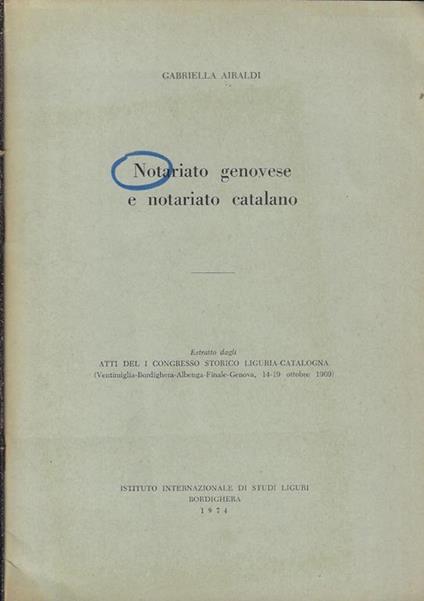 GABRIELLA AIRALDI
Notariato genovese
e notariato catalano
Estratto dagli
ATTI DEL I CONGRESSO STORICO LIGURIA-CATALOGNA
(Ventimiglia-Bordighera-Albenga-Finale-Genova, 14-19 ottobre 1969)
ISTITUTO INTERNAZIONALE DI STUDI LIGURI
BORDIGHERA
1974